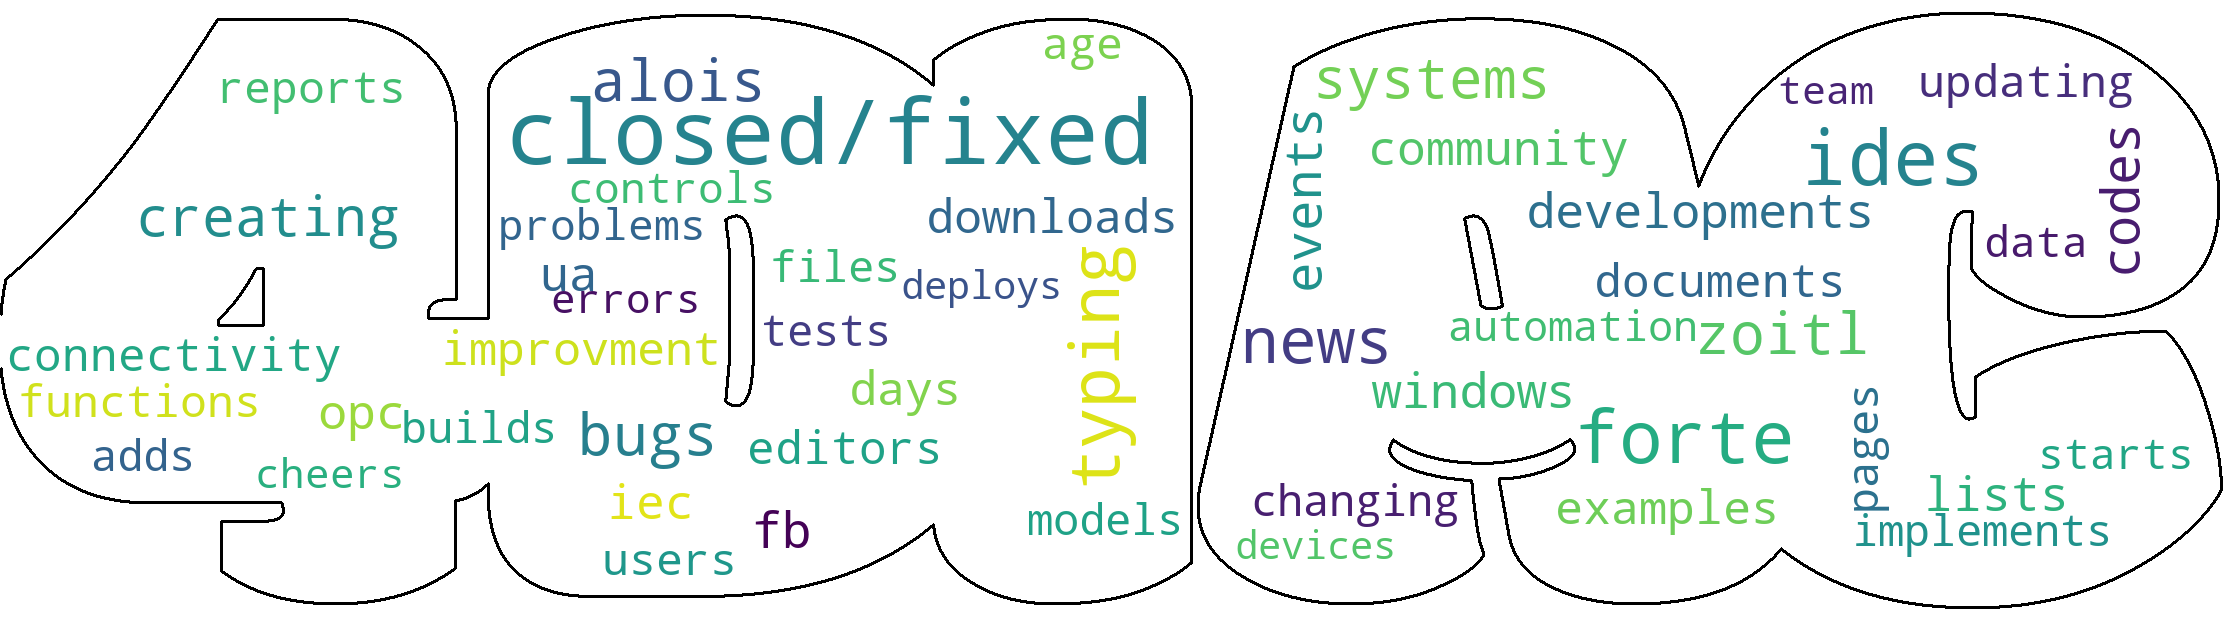 reports
creating
connectivity
functions
opc
adds
cheers
builds
alois
age
closed/fixed
controls
problems
downloads
ua
errors
files
deploys
typing
tests
improvment
days
bugs
editors
iec
fb
users
models
systems
team
updating
events
community
ides
codes
developments
data
documents
news
automation
zoitl
windows
forte
pages
starts
changing
examples
lists
implements
devices